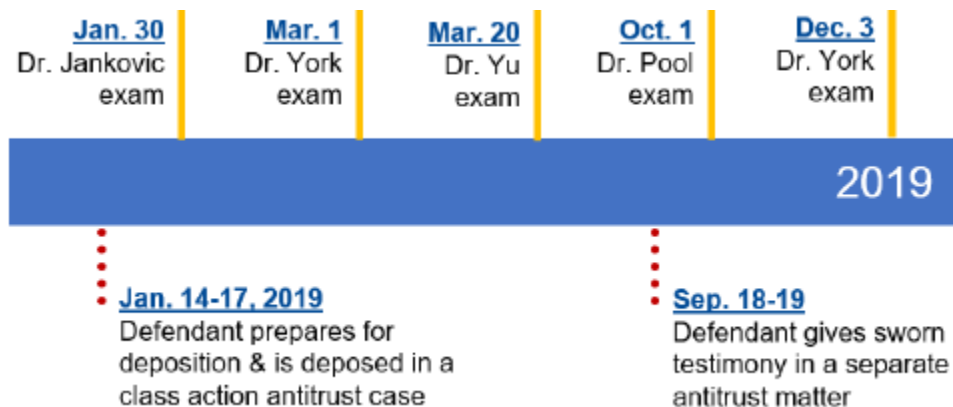 Jan. 30
Dr. Jankovic
exam
Mar. 1
Dr. York
exam
Mar. 20
Dr. Yu
exam
Oct. 1
Dr. Pool
exam
Dec. 3
Dr. York
exam
2019
Jan. 14-17, 2019
Defendant prepares for
deposition & is deposed in a
class action antitrust case
Sep. 18-19
Defendant gives sworn
testimony in a separate
antitrust matter